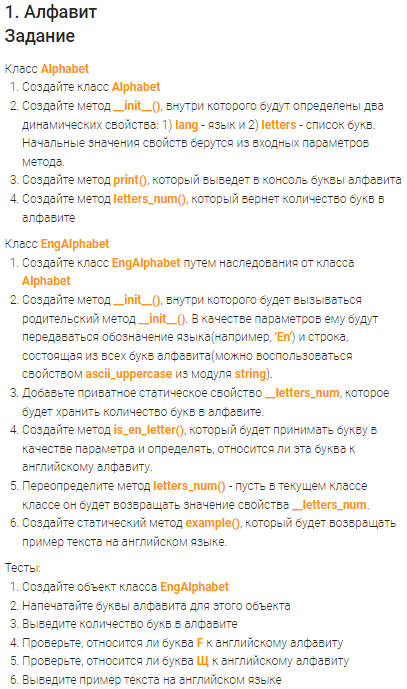 1. Алфавит
Задание
Класс Alphabet
1. Создайте класс Alphabet
2. Создайте метод __init__(), внутри которого будут определены два
динамических свойства: 1) lang - язык и 2) letters - список букв.
Начальные значения свойств берутся из входных параметров
метода.
3. Создайте метод print(), который выведет в консоль буквы алфавита
4. Создайте метод letters_num(), который вернет количество букв в
алфавите
Класс EngAlphabet
1. Создайте класс EngAlphabet путем наследования от класса
Alphabet
2. Создайте метод __init__(), внутри которого будет вызываться
родительский метод __init__(). В качестве параметров ему будут
передаваться обозначение языка(например, 'En') и строка,
состоящая из всех букв алфавита(можно воспользоваться
свойством ascii_uppercase из модуля string).
3. Добавьте приватное статическое свойство __letters_num, которое
будет хранить количество букв в алфавите.
4. Создайте метод is_en_letter(), который будет принимать букву в
качестве параметра и определять, относится ли эта буква к
английскому алфавиту.
5. Переопределите метод letters_num() - пусть в текущем классе
классе он будет возвращать значение свойства __letters_num.
6. Создайте статический метод example(), который будет возвращать
пример текста на английском языке.
Тесты:
1. Создайте объект класса EngAlphabet
2. Напечатайте буквы алфавита для этого объекта
3. Выведите количество букв в алфавите
4. Проверьте, относится ли буква F к английскому алфавиту
5. Проверьте, относится ли буква Щ к английскому алфавиту
6. Выведите пример текста на английском языке